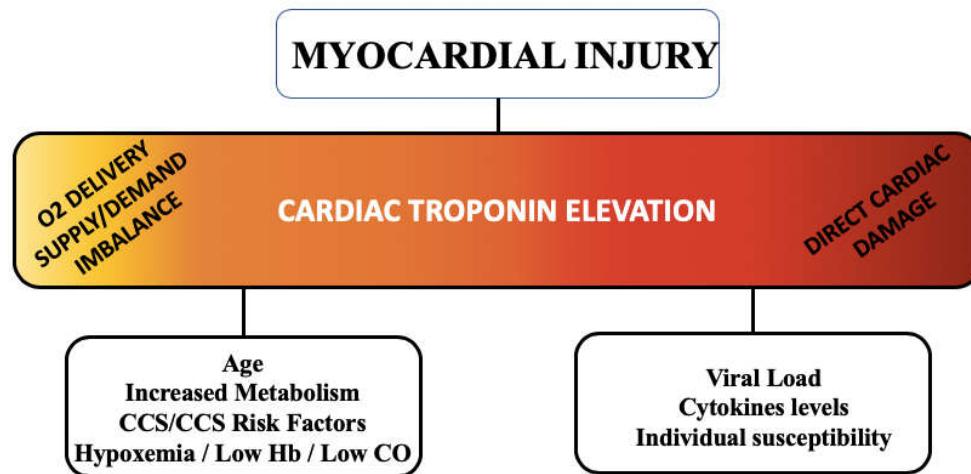 MYOCARDIAL INJURY
O2 DELIVERY
SUPPLY/DEMAND
IMBALANCE
CARDIAC TROPONIN ELEVATION
DIRECT CARDIAC
DAMAGE
Age
Increased Metabolism
CCS/CCS Risk Factors
Hypoxemia / Low Hb / Low CO
Viral Load
Cytokines levels
Individual susceptibility